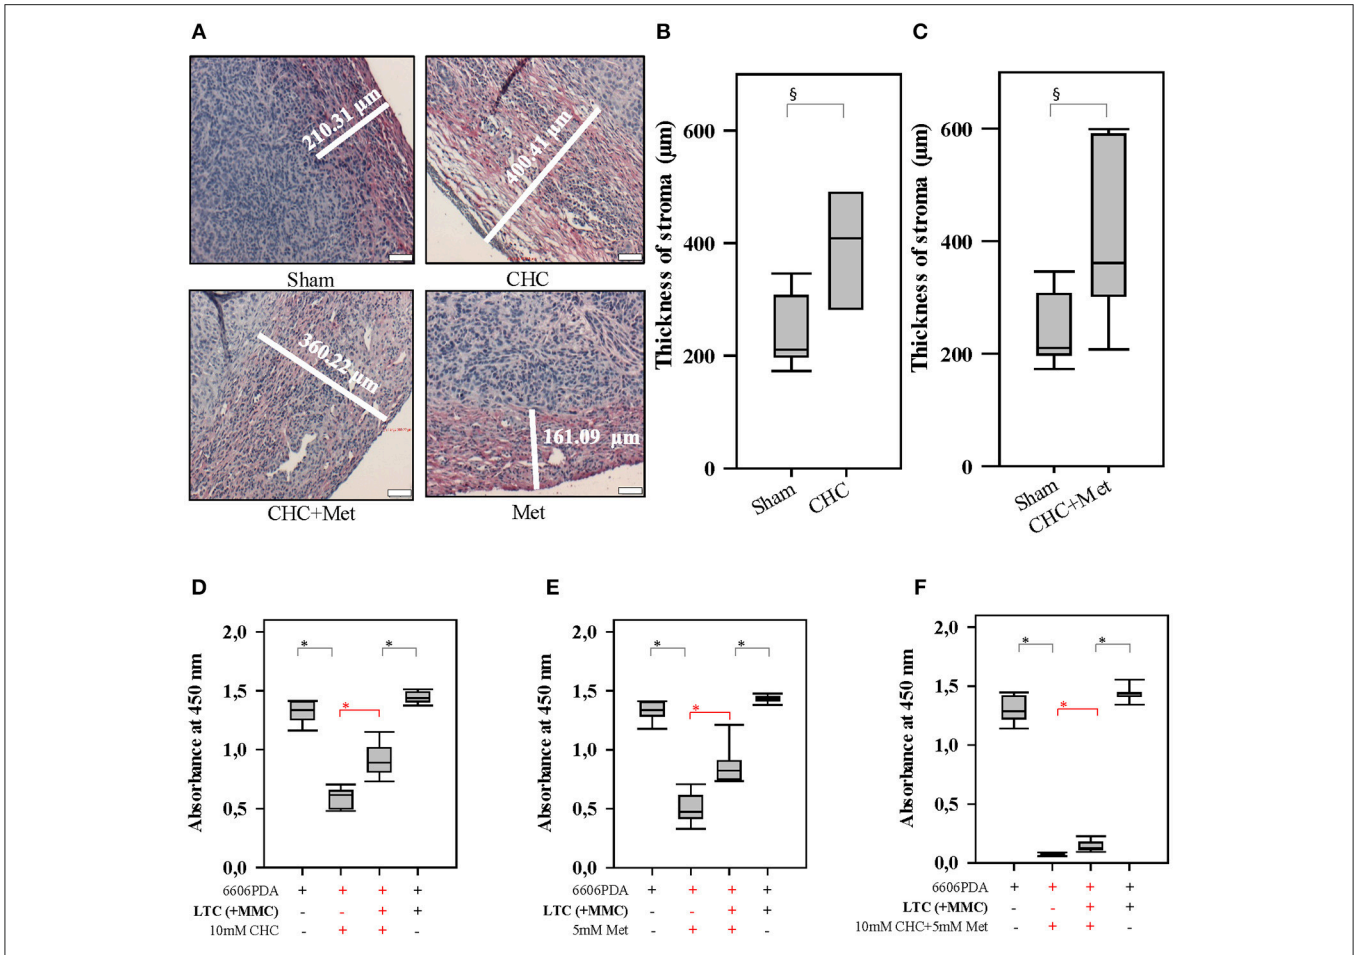 A
B
C
210.31 µm
400.41 µm
Sham
CHC
360.22 µm
161.09 µm
CHC+Met
Met
Thickness of stroma (µm)
600
400
200
0
§
Sham
CHC
Thickness of stroma (µm)
600
400
200
0
§
Sham
CHC+Met
D
E
F
Absorbance at 450 nm
2,0
1,5
1,0
0,5
0,0
* * *
6606PDA + + + +
LTC (+MMC) - - + +
10mM CHC - + + -
Absorbance at 450 nm
2,0
1,5
1,0
0,5
0,0
* * *
6606PDA + + + +
LTC (+MMC) - - + +
5mM Met - + + -
Absorbance at 450 nm
2,0
1,5
1,0
0,5
0,0
* * *
6606PDA + + + +
LTC (+MMC) - - + +
10mM CHC+5mM Met - + + -